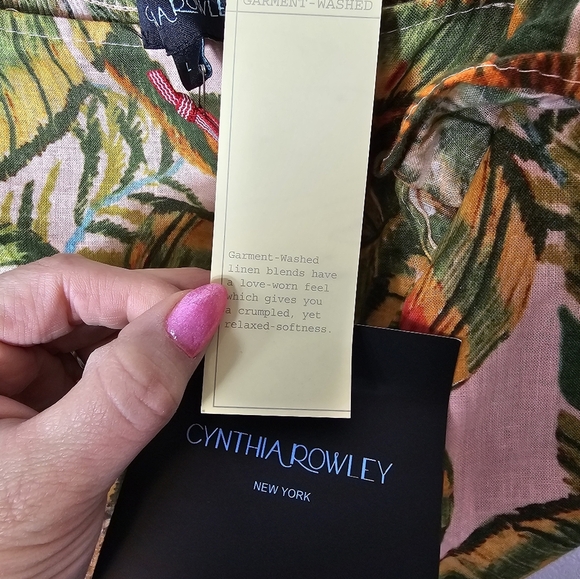 ROWLEY
L
GARMENT-WASHED
Garment-Washed
linen blends have
a love-worn feel
which gives you
a crumpled, yet
relaxed-softness.
CYNTHIA ROWLEY
NEW YORK